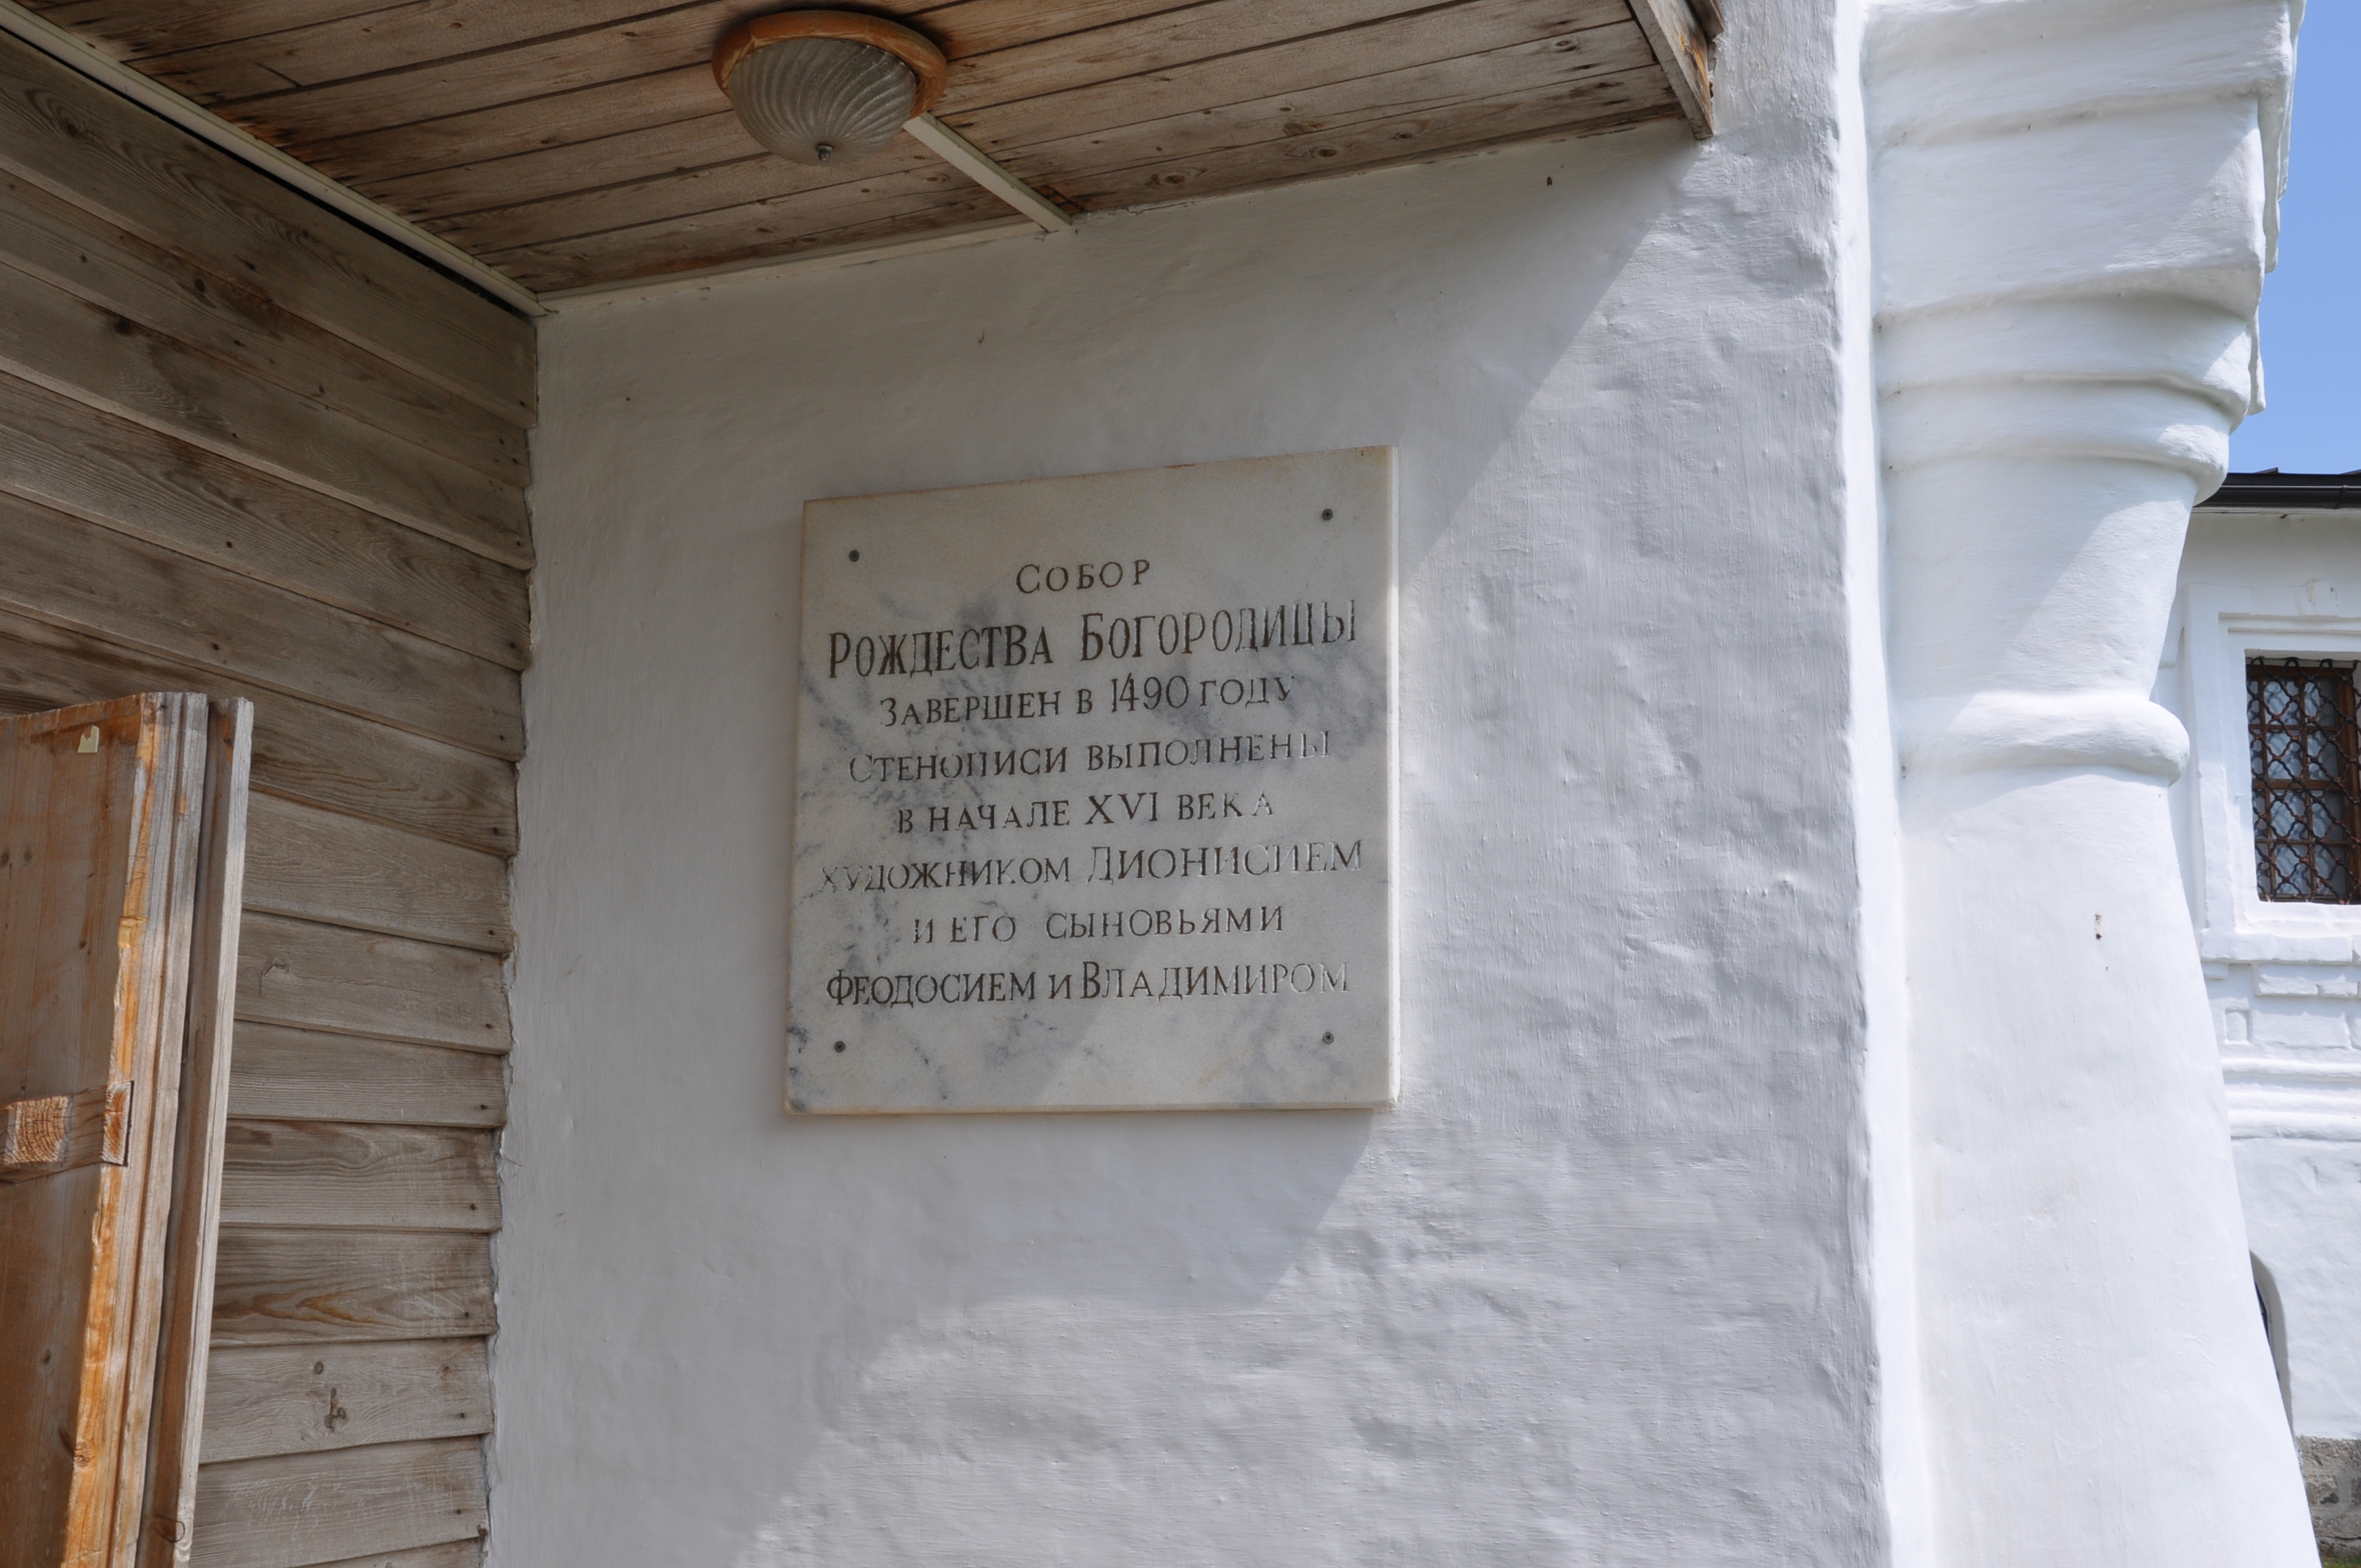 Собор
Рождества Богородицы
завершен в 1490 году
Стенописи выполнены
в начале XVI века
художником Дионисием
и его сыновьями
Феодосием и Владимиром